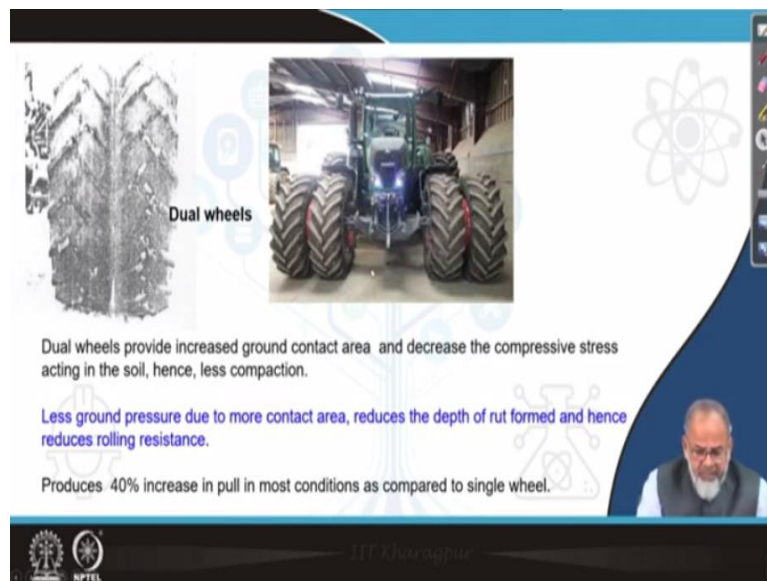 Dual wheels
Dual wheels provide increased ground contact area and decrease the compressive stress
acting in the soil, hence, less compaction.
Less ground pressure due to more contact area, reduces the depth of rut formed and hence
reduces rolling resistance.
Produces 40% increase in pull in most conditions as compared to single wheel.
IIT Kharagpur
NPTEL